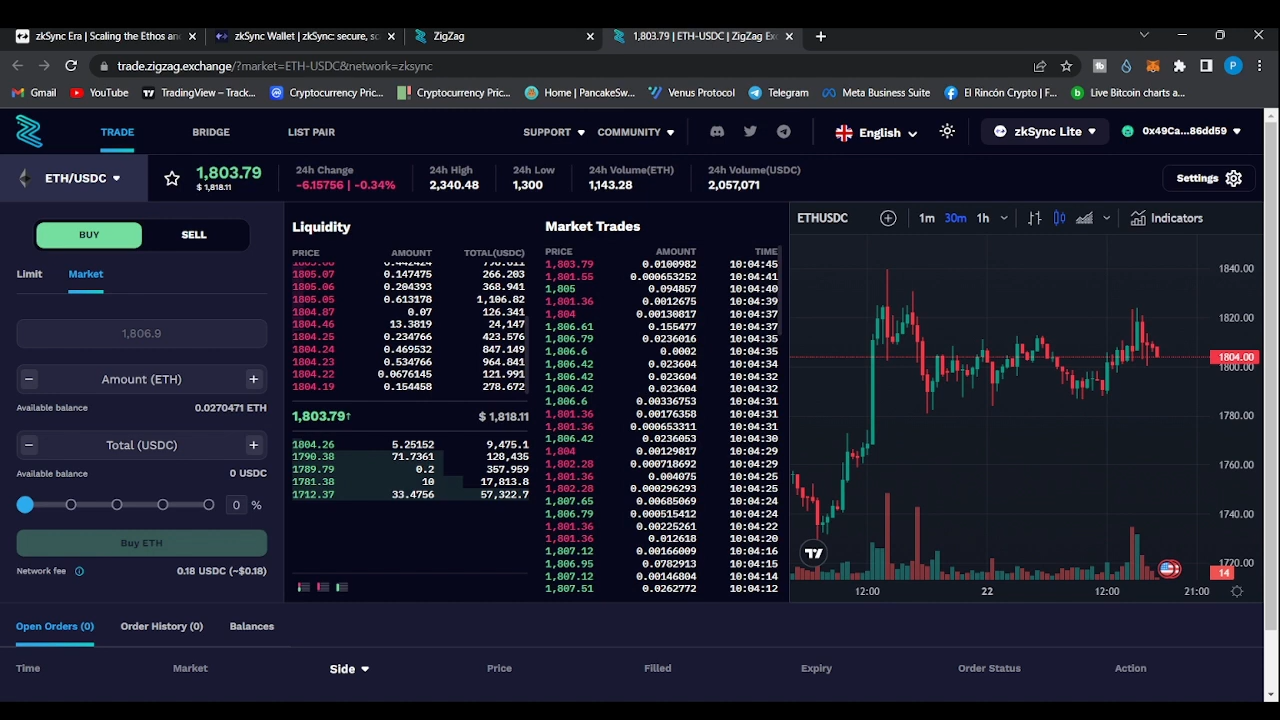 zkSync Era | Scaling the Ethos and
zkSync Wallet | zkSync: secure, sc
ZigZag
1,803.79 | ETH-USDC | ZigZag Ex
trade.zigzag.exchange/?market=ETH-USDC&network=zksync
Gmail
YouTube
TradingView – Track...
Cryptocurrency Pric...
Cryptocurrency Pric...
Home | PancakeSw...
Venus Protocol
Telegram
Meta Business Suite
El Rincón Crypto | F...
Live Bitcoin charts a...
TRADE
BRIDGE
LIST PAIR
SUPPORT
COMMUNITY
English
zkSync Lite
0x49Ca...86dd59
ETH/USDC
1,803.79
$ 1,818.11
24h Change
-6.15756 | -0.34%
24h High
2,340.48
24h Low
1,300
24h Volume(ETH)
1,143.28
24h Volume(USDC)
2,057,071
Settings
BUY
SELL
Limit
Market
1,806.9
Amount (ETH)
Available balance 0.0270471 ETH
Total (USDC)
Available balance 0 USDC
0 %
Buy ETH
Network fee 0.18 USDC (~$0.18)
Liquidity
PRICE AMOUNT TOTAL(USDC)
1805.07 0.147475 266.203
1805.06 0.204393 368.941
1805.05 0.613178 1,106.82
1804.87 0.07 126.341
1804.46 13.3819 24,147
1804.25 0.234766 423.576
1804.24 0.469532 847.149
1804.23 0.534766 964.841
1804.22 0.0676145 121.991
1804.19 0.154458 278.672
1,803.79↑ $ 1,818.11
1804.26 5.25152 9,475.1
1790.38 71.7361 128,435
1789.79 0.2 357.959
1781.38 10 17,813.8
1712.37 33.4756 57,322.7
Market Trades
PRICE AMOUNT TIME
1,803.79 0.0100982 10:04:45
1,801.55 0.000653252 10:04:41
1,805 0.094857 10:04:40
1,801.36 0.0012675 10:04:39
1,804 0.00130817 10:04:37
1,806.61 0.155477 10:04:37
1,806.79 0.0236016 10:04:35
1,806.6 0.0002 10:04:35
1,806.42 0.023604 10:04:34
1,806.42 0.023604 10:04:32
1,806.42 0.023604 10:04:32
1,806.6 0.00336753 10:04:31
1,801.36 0.00176358 10:04:31
1,801.36 0.000653311 10:04:31
1,806.42 0.0236053 10:04:30
1,804 0.00129817 10:04:29
1,802.28 0.000718692 10:04:29
1,801.36 0.004075 10:04:25
1,802.28 0.000296293 10:04:25
1,807.65 0.00685069 10:04:24
1,806.79 0.000515412 10:04:24
1,801.36 0.00225261 10:04:22
1,801.36 0.012618 10:04:20
1,807.12 0.00166009 10:04:16
1,806.95 0.0782913 10:04:15
1,807.12 0.00146804 10:04:14
1,807.51 0.0262772 10:04:12
ETHUSDC
1m 30m 1h
Indicators
1840.00
1820.00
1804.00
1800.00
1780.00
1760.00
1740.00
1770.00
14
12:00 22 12:00 21:00
Open Orders (0)
Order History (0)
Balances
Time Market Side Price Filled Expiry Order Status Action